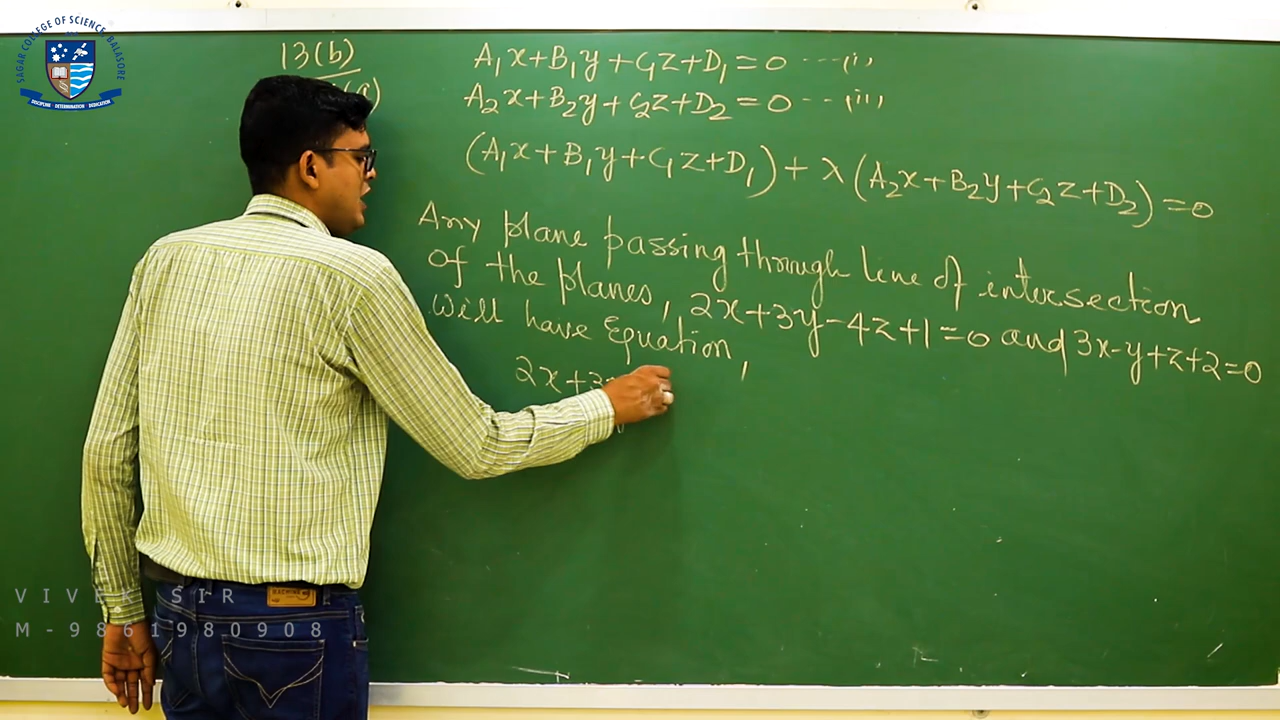 SAGAR COLLEGE OF SCIENCE, BALASORE
DISCIPLINE | DETERMINATION | DEDICATION
13(b)
(a)
A₁x+B₁y+C₁z+D₁=0 ---(i)
A₂x+B₂y+C₂z+D₂=0 ---(ii)
(A₁x+B₁y+C₁z+D₁)+λ(A₂x+B₂y+C₂z+D₂)=0
Any plane passing through line of intersection
of the planes, 2x+3y-4z+1=0 and 3x-y+z+2=0
will have Equation,
2x+3
VIVEK SIR
M-9861980908